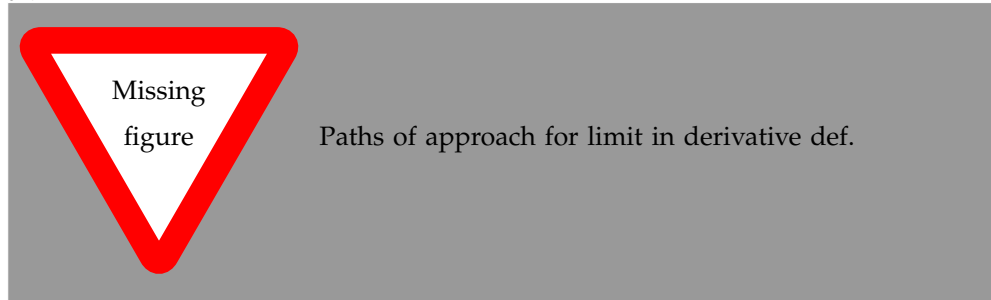 Missing
figure
Paths of approach for limit in derivative def.